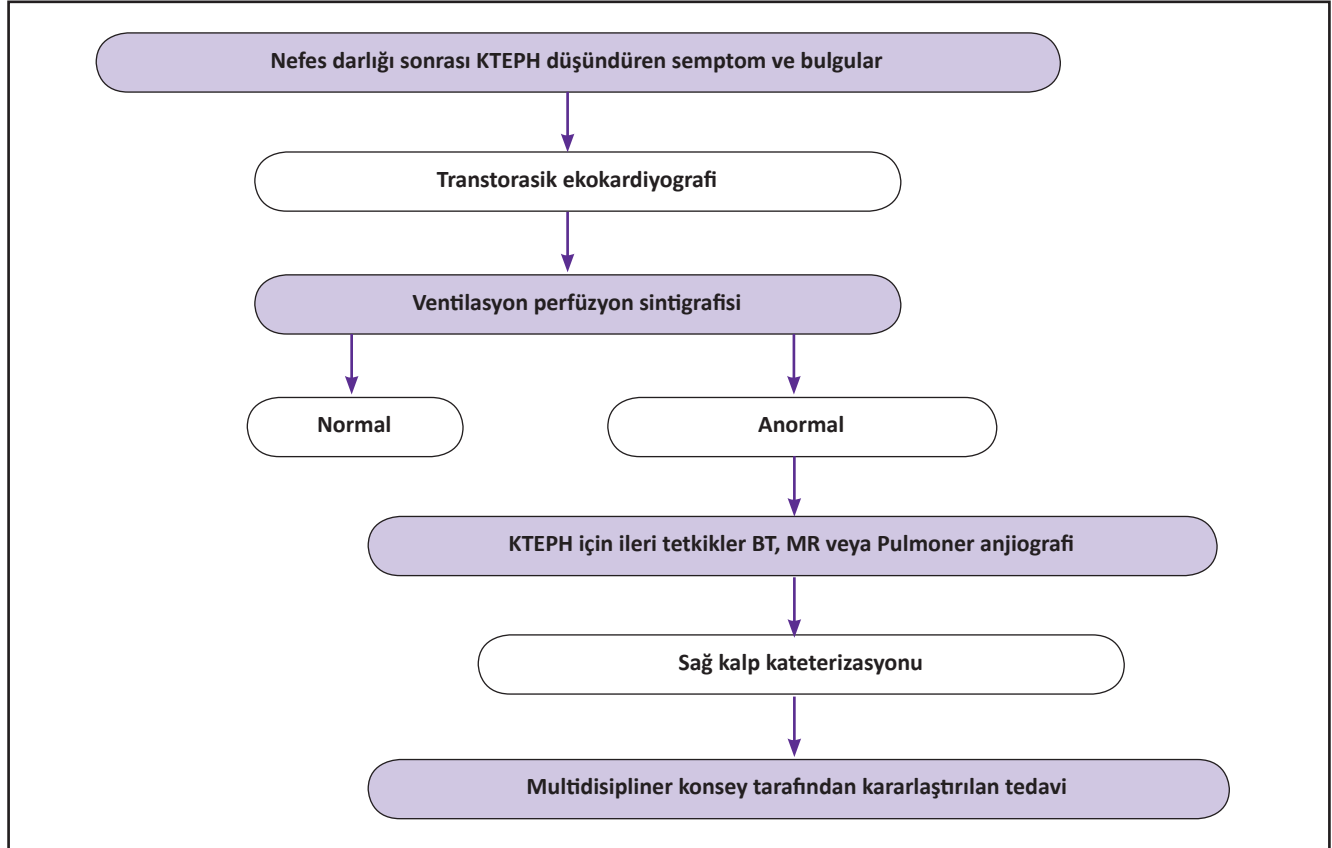 Nefes darlığı sonrası KTEPH düşündüren semptom ve bulgular
Transtorasik ekokardiyografi
Ventilasyon perfüzyon sintigrafisi
Normal
Anormal
KTEPH için ileri tetkikler BT, MR veya Pulmoner anjiografi
Sağ kalp kateterizasyonu
Multidisipliner konsey tarafından kararlaştırılan tedavi